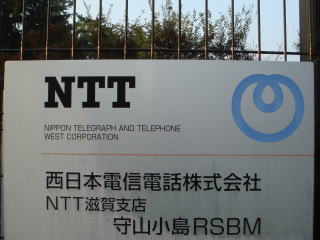 NTT
NIPPON TELEGRAPH AND TELEPHONE
WEST CORPORATION
西日本電信電話株式会社
NTT滋賀支店
守山小島RSBM